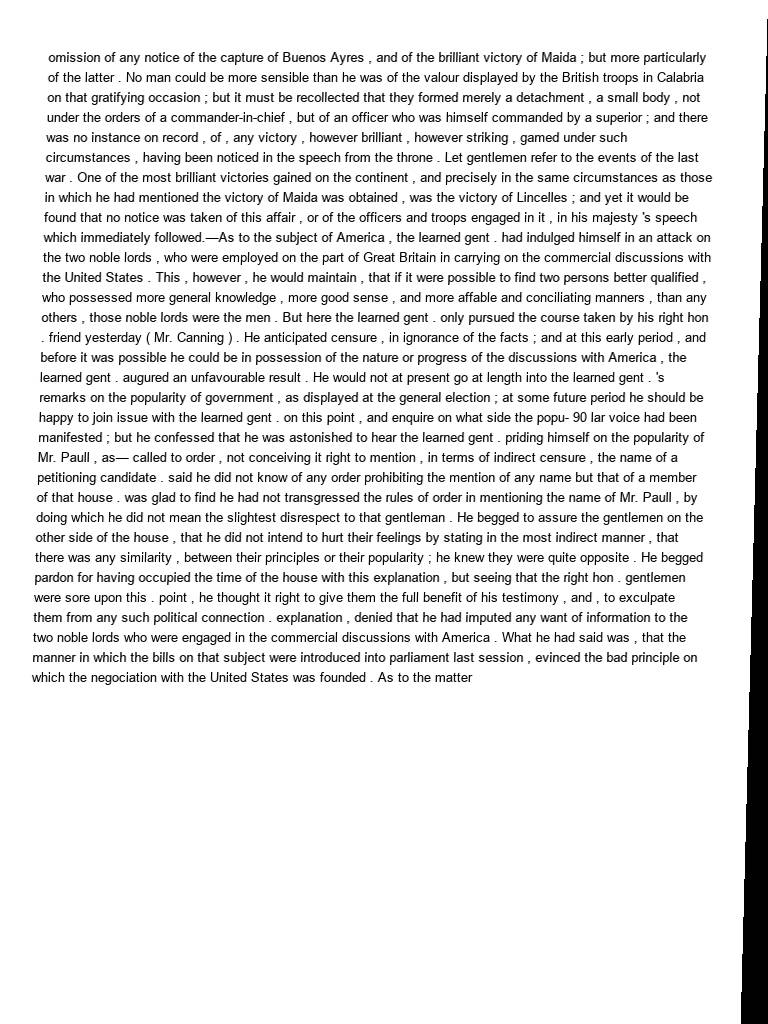 omission of any notice of the capture of Buenos Ayres , and of the brilliant victory of Maida ; but more particularly
of the latter . No man could be more sensible than he was of the valour displayed by the British troops in Calabria
on that gratifying occasion ; but it must be recollected that they formed merely a detachment , a small body , not
under the orders of a commander-in-chief , but of an officer who was himself commanded by a superior ; and there
was no instance on record , of , any victory , however brilliant , however striking , gamed under such
circumstances , having been noticed in the speech from the throne . Let gentlemen refer to the events of the last
war . One of the most brilliant victories gained on the continent , and precisely in the same circumstances as those
in which he had mentioned the victory of Maida was obtained , was the victory of Lincelles ; and yet it would be
found that no notice was taken of this affair , or of the officers and troops engaged in it , in his majesty 's speech
which immediately followed.—As to the subject of America , the learned gent . had indulged himself in an attack on
the two noble lords , who were employed on the part of Great Britain in carrying on the commercial discussions with
the United States . This , however , he would maintain , that if it were possible to find two persons better qualified ,
who possessed more general knowledge , more good sense , and more affable and conciliating manners , than any
others , those noble lords were the men . But here the learned gent . only pursued the course taken by his right hon
. friend yesterday ( Mr. Canning ) . He anticipated censure , in ignorance of the facts ; and at this early period , and
before it was possible he could be in possession of the nature or progress of the discussions with America , the
learned gent . augured an unfavourable result . He would not at present go at length into the learned gent . 's
remarks on the popularity of government , as displayed at the general election ; at some future period he should be
happy to join issue with the learned gent . on this point , and enquire on what side the popu- 90 lar voice had been
manifested ; but he confessed that he was astonished to hear the learned gent . priding himself on the popularity of
Mr. Paull , as— called to order , not conceiving it right to mention , in terms of indirect censure , the name of a
petitioning candidate . said he did not know of any order prohibiting the mention of any name but that of a member
of that house . was glad to find he had not transgressed the rules of order in mentioning the name of Mr. Paull , by
doing which he did not mean the slightest disrespect to that gentleman . He begged to assure the gentlemen on the
other side of the house , that he did not intend to hurt their feelings by stating in the most indirect manner , that
there was any similarity , between their principles or their popularity ; he knew they were quite opposite . He begged
pardon for having occupied the time of the house with this explanation , but seeing that the right hon . gentlemen
were sore upon this . point , he thought it right to give them the full benefit of his testimony , and , to exculpate
them from any such political connection . explanation , denied that he had imputed any want of information to the
two noble lords who were engaged in the commercial discussions with America . What he had said was , that the
manner in which the bills on that subject were introduced into parliament last session , evinced the bad principle on
which the negociation with the United States was founded . As to the matter